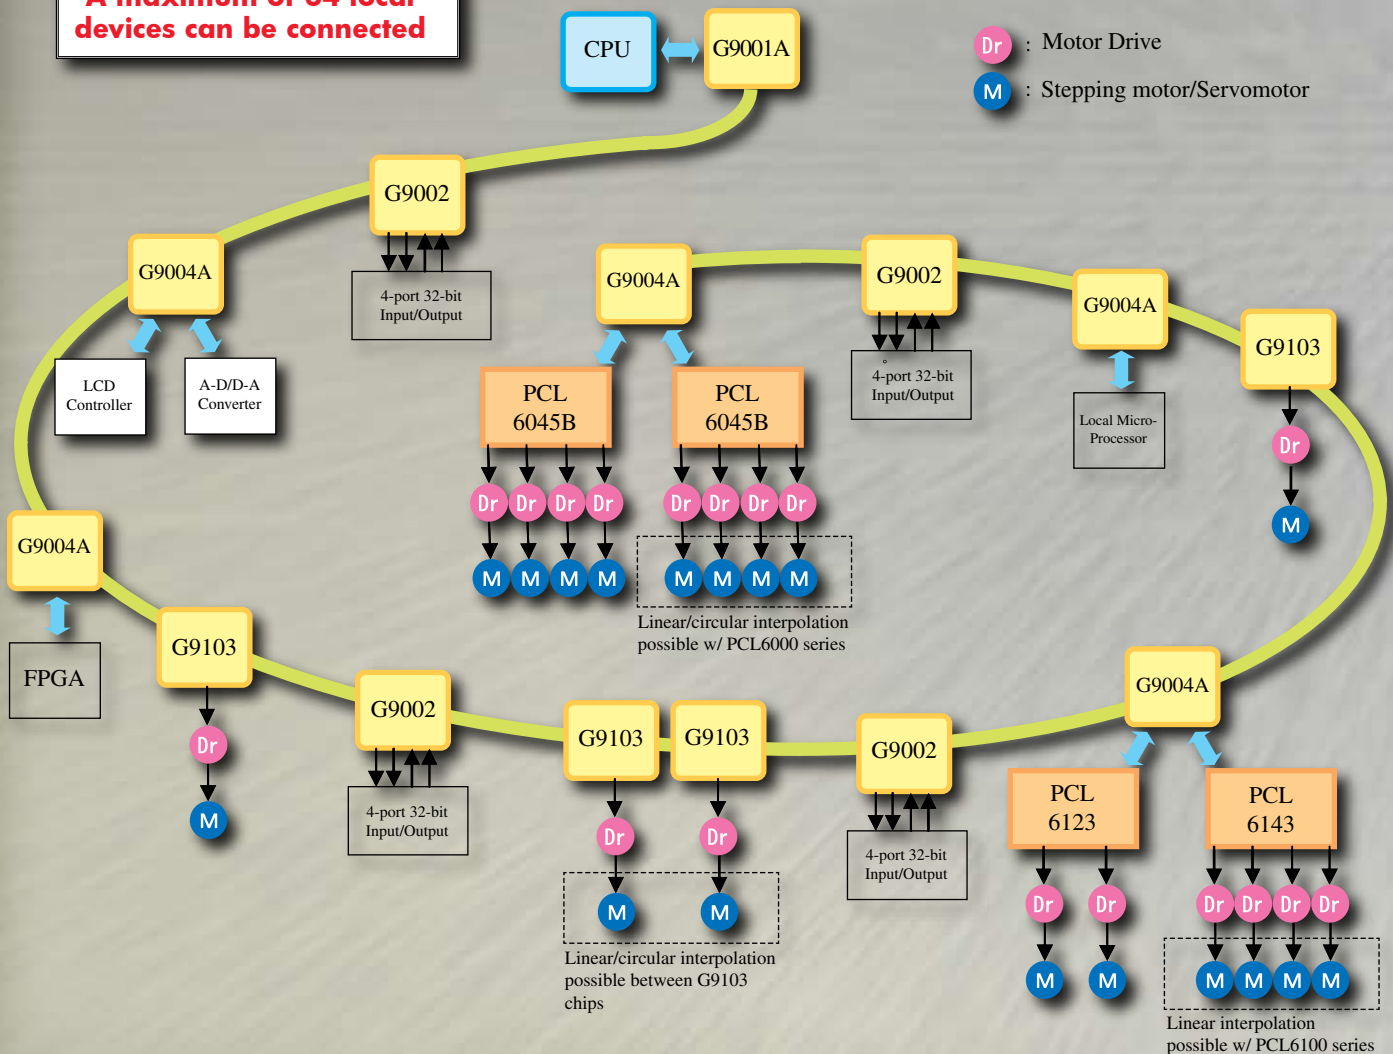 A maximum of 64 local
devices can be connected
CPU
G9001A
Dr : Motor Drive
M : Stepping motor/Servomotor
G9002
4-port 32-bit
Input/Output
G9004A
LCD
Controller
A-D/D-A
Converter
G9004A
PCL
6045B
PCL
6045B
Dr Dr Dr Dr
Dr Dr Dr Dr
M M M M
M M M M
Linear/circular interpolation
possible w/ PCL6000 series
G9002
4-port 32-bit
Input/Output
G9004A
Local Micro-
Processor
G9103
Dr
M
G9004A
FPGA
G9103
Dr
M
G9002
4-port 32-bit
Input/Output
G9103
G9103
Dr
Dr
M
M
Linear/circular interpolation
possible between G9103
chips
G9002
4-port 32-bit
Input/Output
G9004A
PCL
6123
PCL
6143
Dr Dr
Dr Dr Dr Dr
M M
M M M M
Linear interpolation
possible w/ PCL6100 series